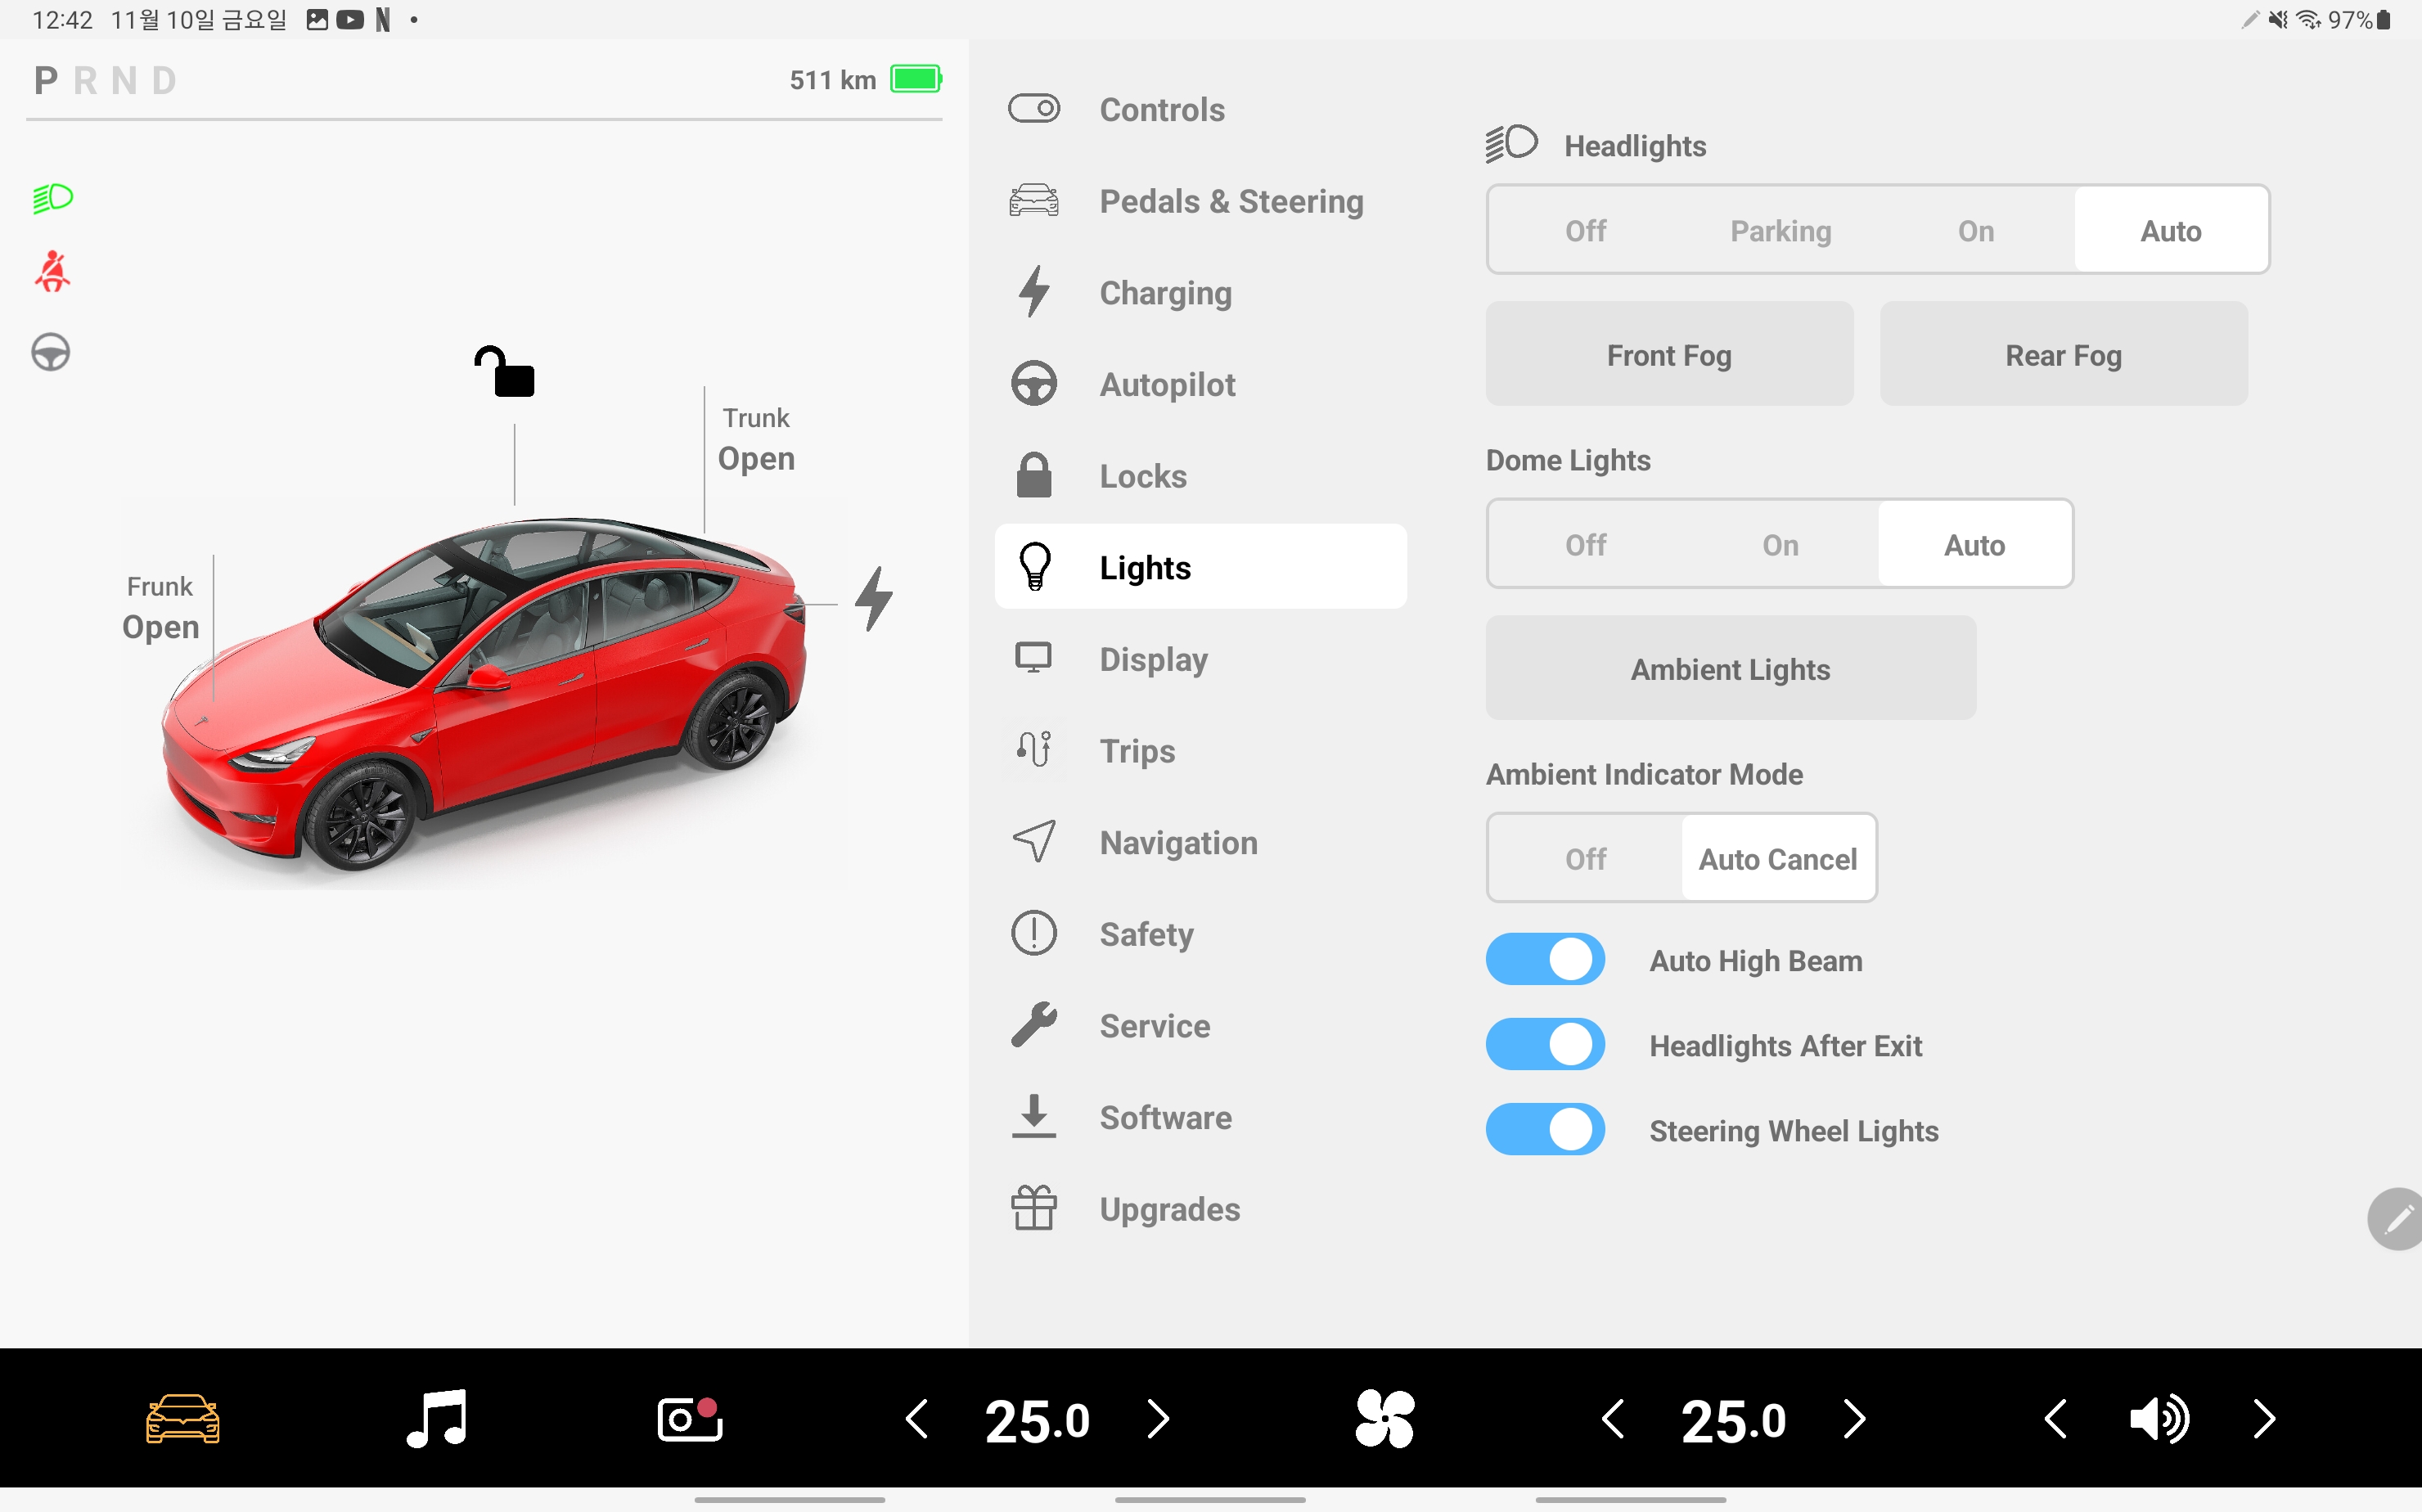 12:42 11월 10일 금요일
97%
P R N D
511 km
Trunk
Open
Frunk
Open
Controls
Pedals & Steering
Charging
Autopilot
Locks
Lights
Display
Trips
Navigation
Safety
Service
Software
Upgrades
Headlights
Off Parking On Auto
Front Fog Rear Fog
Dome Lights
Off On Auto
Ambient Lights
Ambient Indicator Mode
Off Auto Cancel
Auto High Beam
Headlights After Exit
Steering Wheel Lights
25.0 25.0